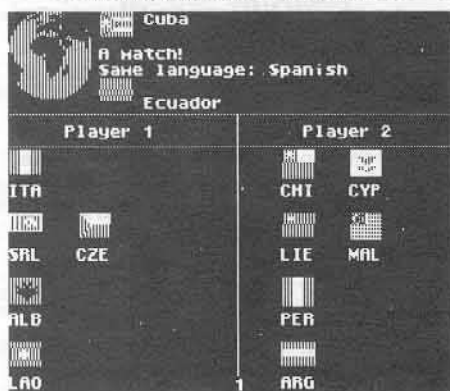 Cuba
A Match!
Same language: Spanish
Ecuador
Player 1
Player 2
ITA
CHI CYP
SRL CZE
LIE MAL
ALB
PER
LAO
1
ARG